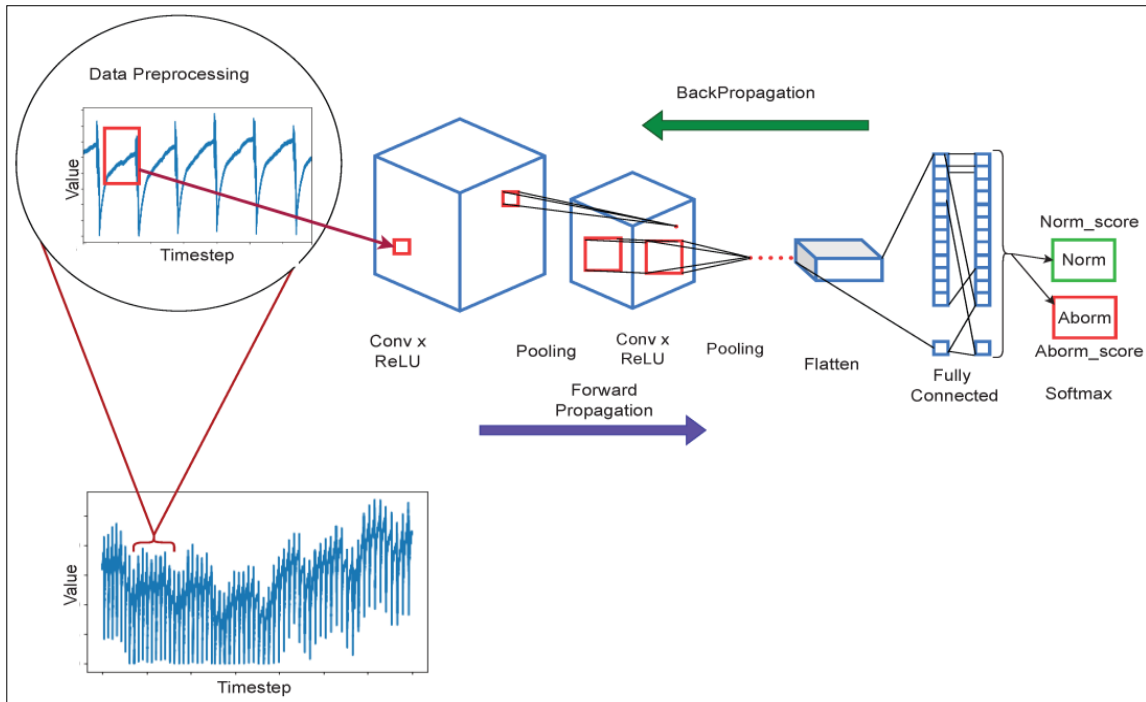 Data Preprocessing
Value
Timestep
BackPropagation
Conv x
ReLU
Pooling
Conv x
ReLU
Pooling
Flatten
Fully
Connected
Norm_score
Norm
Aborm
Aborm_score
Softmax
Forward
Propagation
Value
Timestep